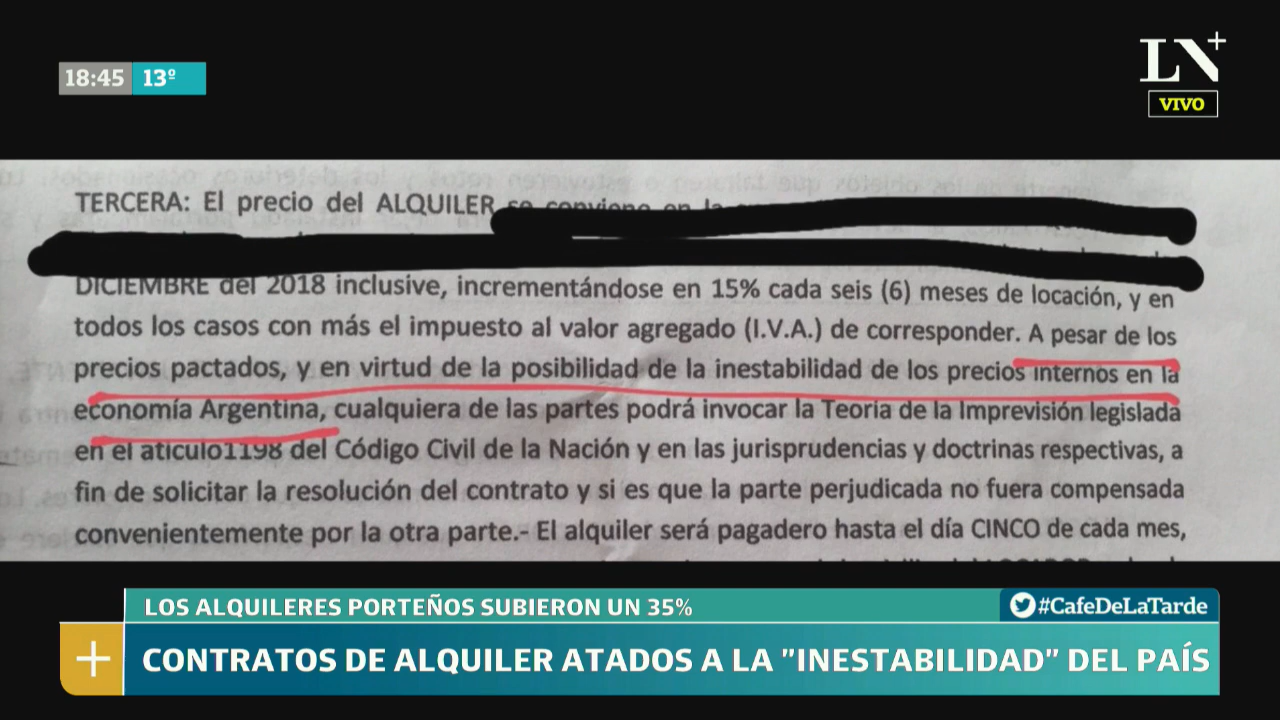 18:45 13º
LN+
VIVO
TERCERA: El precio del ALQUILER se conviene en la
DICIEMBRE del 2018 inclusive, incrementándose en 15% cada seis (6) meses de locación, y en
todos los casos con más el impuesto al valor agregado (I.V.A.) de corresponder. A pesar de los
precios pactados, y en virtud de la posibilidad de la inestabilidad de los precios internos en la
economía Argentina, cualquiera de las partes podrá invocar la Teoría de la Imprevisión legislada
en el aticulo1198 del Código Civil de la Nación y en las jurisprudencias y doctrinas respectivas, a
fin de solicitar la resolución del contrato y si es que la parte perjudicada no fuera compensada
convenientemente por la otra parte.- El alquiler será pagadero hasta el día CINCO de cada mes,
LOS ALQUILERES PORTEÑOS SUBIERON UN 35%
#CafeDeLaTarde
CONTRATOS DE ALQUILER ATADOS A LA "INESTABILIDAD" DEL PAÍS